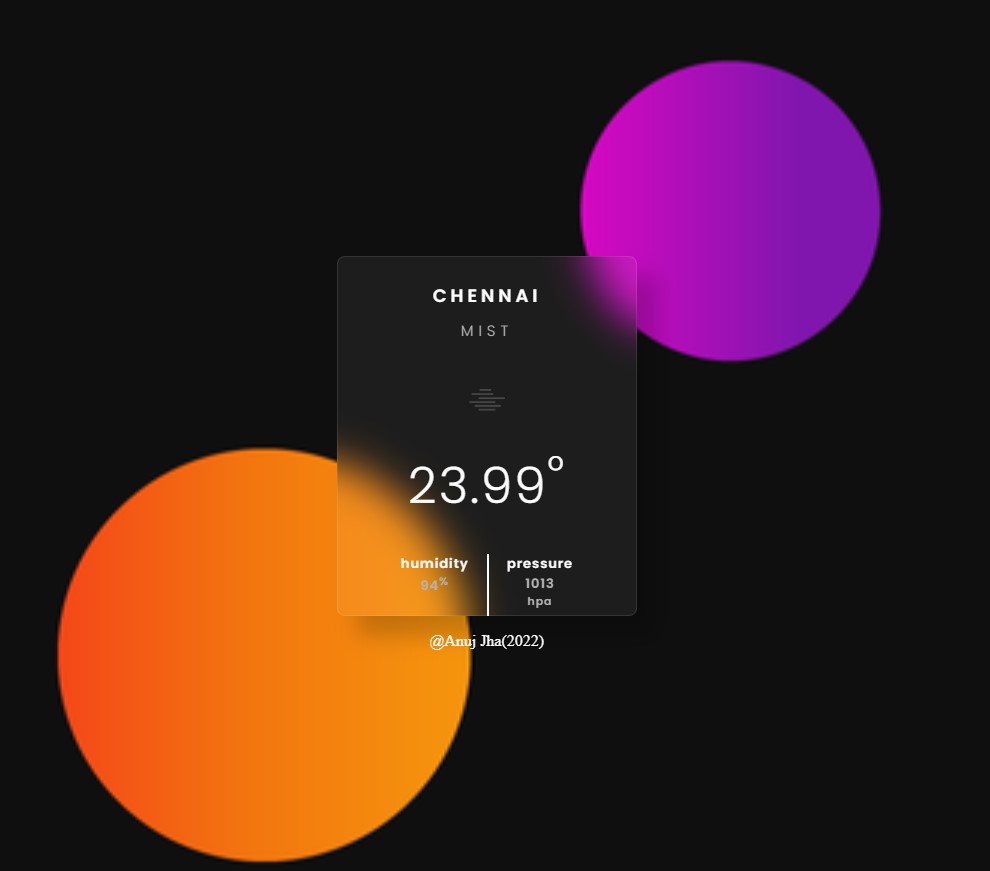 CHENNAI
MIST
23.99°
humidity
94%
pressure
1013
hpa
@Anuj Jha(2022)